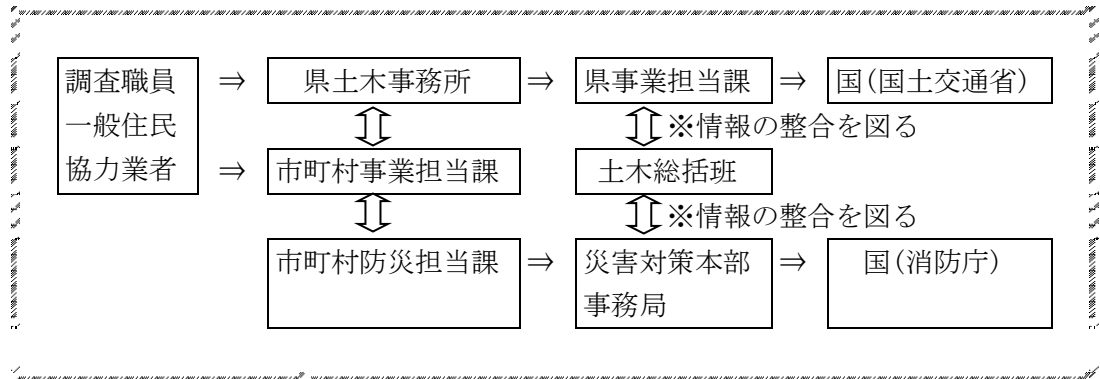 調査職員 ⇒ 県土木事務所 ⇒ 県事業担当課 ⇒ 国(国土交通省)
一般住民 ⇕ ⇕ ※情報の整合を図る
協力業者 ⇒ 市町村事業担当課 土木総括班
⇕ ⇕ ※情報の整合を図る
市町村防災担当課 ⇒ 災害対策本部 ⇒ 国(消防庁)
事務局